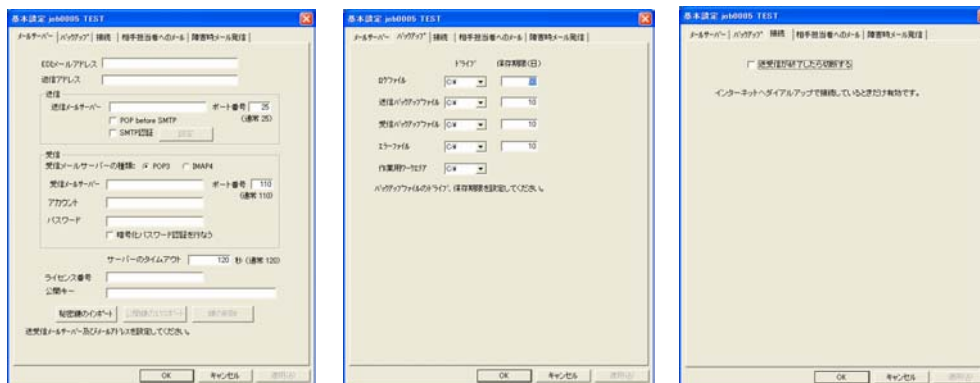 基本設定 job0005 TEST
メールサーバー バックアップ 接続 相手担当者へのメール 障害時メール発信
EDIメールアドレス
返信アドレス
送信
送信メールサーバー ポート番号 25
POP before SMTP (通常 25)
SMTP認証 設定
受信
受信メールサーバーの種類: POP3 IMAP4
受信メールサーバー ポート番号 110
(通常 110)
アカウント
パスワード
暗号化パスワード認証を行なう
サーバーのタイムアウト 120 秒 (通常 120)
ライセンス番号
公開キー
秘密鍵のインポート
送受信メールサーバー及びメールアドレスを設定してください。
OK キャンセル 適用(A)
基本設定 job0005 TEST
メールサーバー バックアップ 接続 相手担当者へのメール 障害時メール発信
ドライブ 保存期限(日)
ログファイル C:¥
送信バックアップファイル C:¥ 10
受信バックアップファイル C:¥ 10
エラーファイル C:¥ 10
作業用ワークエリア C:¥
バックアップファイルのドライブ、保存期限を設定してください。
OK キャンセル 適用(A)
基本設定 job0005 TEST
メールサーバー バックアップ 接続 相手担当者へのメール 障害時メール発信
送受信が終了したら切断する
インターネットへダイアルアップで接続しているときだけ有効です。
OK キャンセル 適用(A)